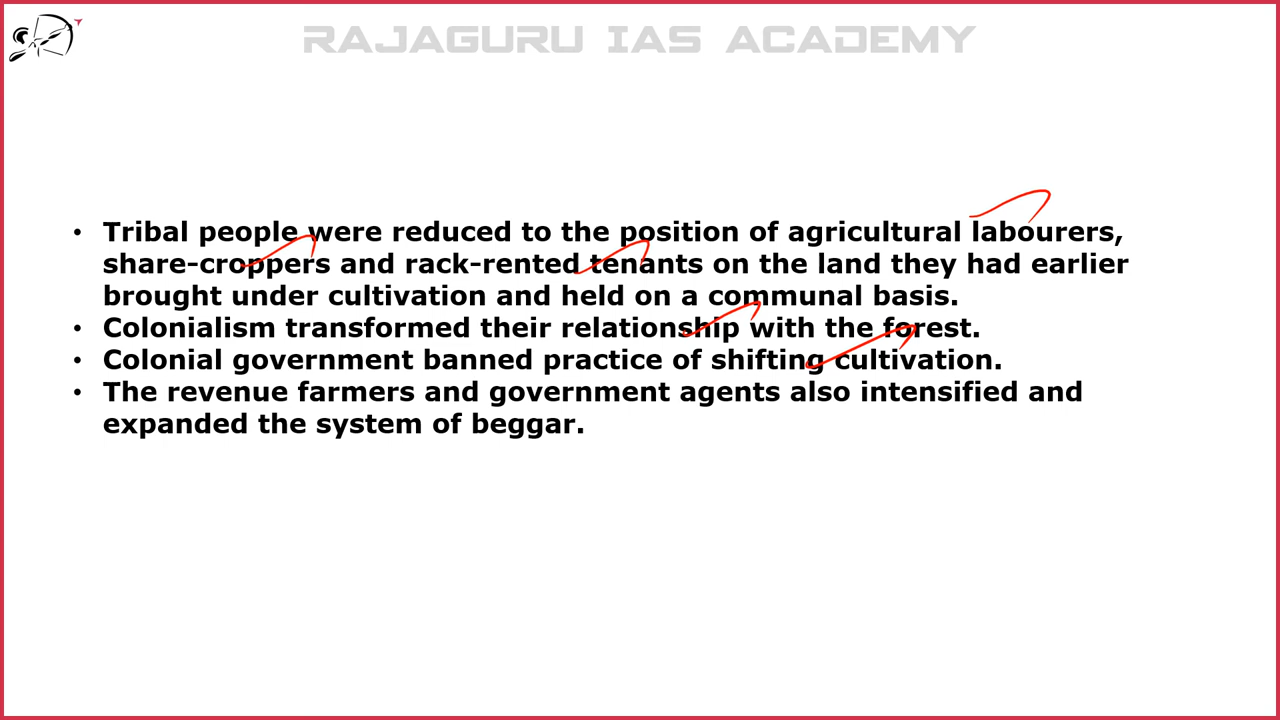 RAJAGURU IAS ACADEMY
• Tribal people were reduced to the position of agricultural labourers,
share-croppers and rack-rented tenants on the land they had earlier
brought under cultivation and held on a communal basis.
• Colonialism transformed their relationship with the forest.
• Colonial government banned practice of shifting cultivation.
• The revenue farmers and government agents also intensified and
expanded the system of beggar.